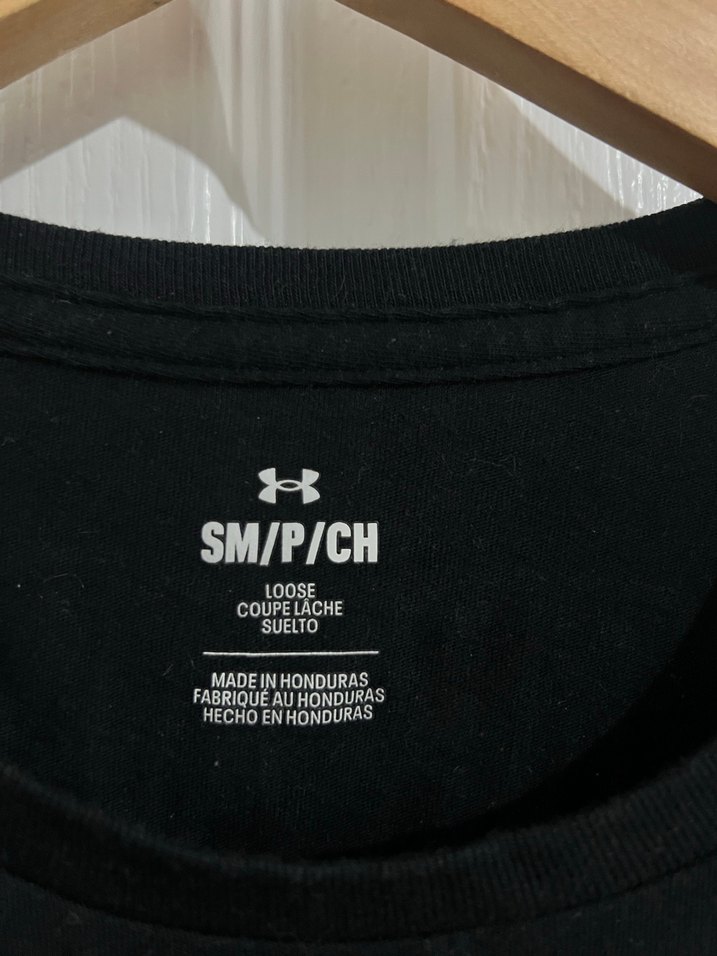 SM/P/CH
LOOSE
COUPE LÂCHE
SUELTO
MADE IN HONDURAS
FABRIQUÉ AU HONDURAS
HECHO EN HONDURAS